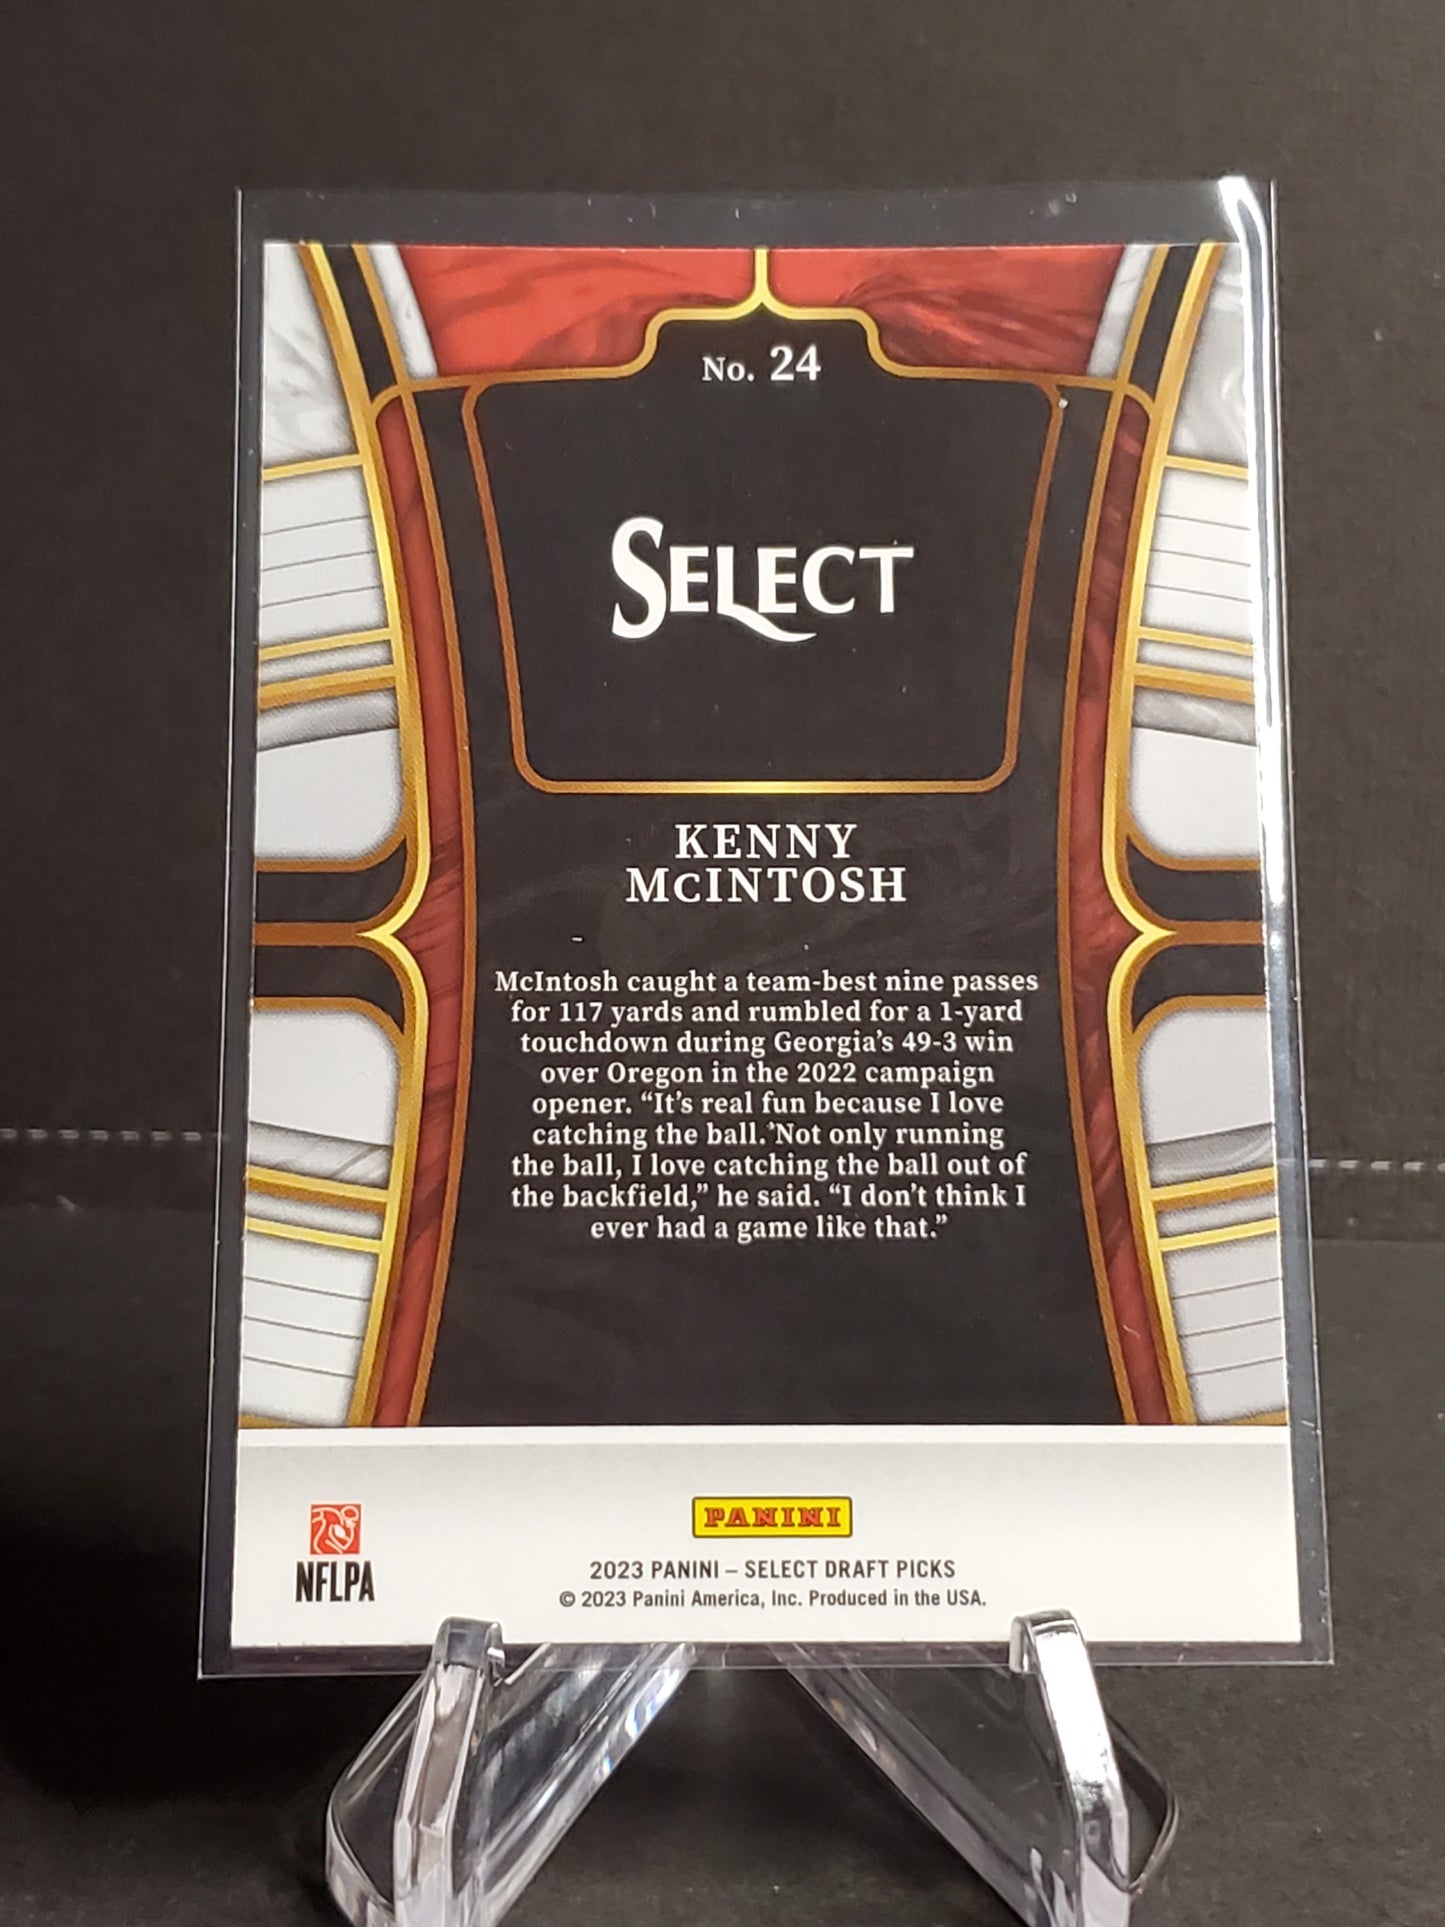 No. 24
SELECT
KENNY
MCINTOSH
McIntosh caught a team-best nine passes
for 117 yards and rumbled for a 1-yard
touchdown during Georgia's 49-3 win
over Oregon in the 2022 campaign
opener. “It's real fun because I love
catching the ball. Not only running
the ball, I love catching the ball out of
the backfield,” he said. “I don't think I
ever had a game like that.”
PANINI
NFLPA
2023 PANINI – SELECT DRAFT PICKS
© 2023 Panini America, Inc. Produced in the USA.